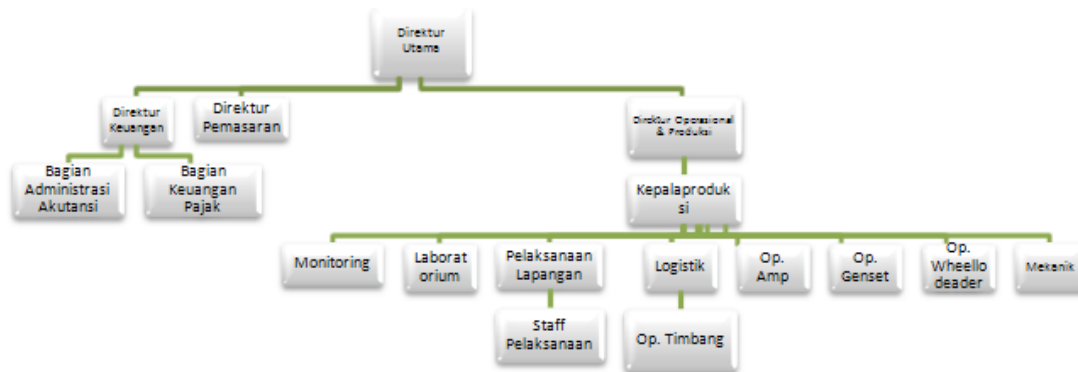 Direktur
Utama
Direktur
Keuangan
Direktur
Pemasaran
Direktur Operasional
& Produksi
Bagian
Administrasi
Akutansi
Bagian
Keuangan
Pajak
Kepalaproduk
si
Monitoring
Laborat
orium
Pelaksanaan
Lapangan
Logistik
Op.
Amp
Op.
Genset
Op.
Wheello
deader
Mekanik
Staff
Pelaksanaan
Op. Timbang